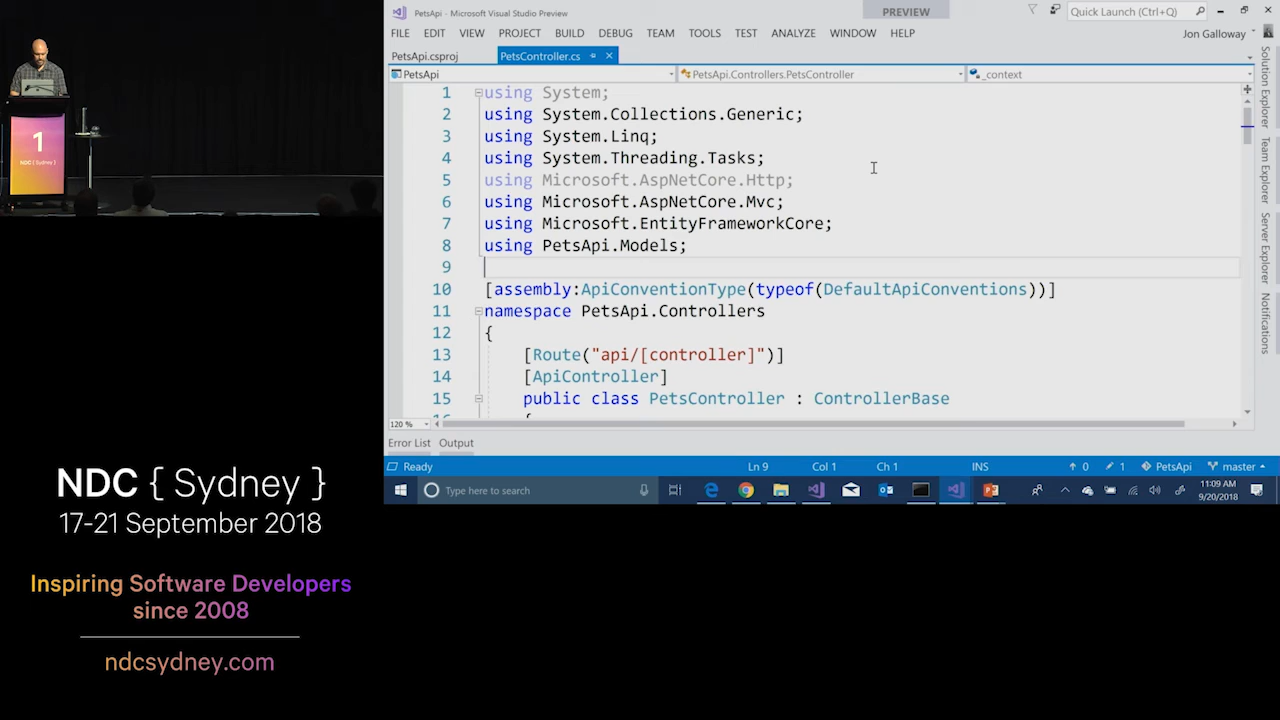 PetsApi - Microsoft Visual Studio Preview
PREVIEW
Quick Launch (Ctrl+Q)
FILE EDIT VIEW PROJECT BUILD DEBUG TEAM TOOLS TEST ANALYZE WINDOW HELP
Jon Galloway
PetsApi.csproj
PetsController.cs
PetsApi
PetsApi.Controllers.PetsController
_context
1 using System;
2 using System.Collections.Generic;
3 using System.Linq;
4 using System.Threading.Tasks;
5 using Microsoft.AspNetCore.Http;
6 using Microsoft.AspNetCore.Mvc;
7 using Microsoft.EntityFrameworkCore;
8 using PetsApi.Models;
9
10 [assembly:ApiConventionType(typeof(DefaultApiConventions))]
11 namespace PetsApi.Controllers
12 {
13 [Route("api/[controller]")]
14 [ApiController]
15 public class PetsController : ControllerBase
16 {
120 %
Error List Output
Ready Ln 9 Col 1 Ch 1 INS 0 1 PetsApi master
Type here to search
11:09 AM
9/20/2018
Solution Explorer
Team Explorer
Server Explorer
Notifications
1
NDC { Sydney }
NDC { Sydney }
17-21 September 2018
Inspiring Software Developers
since 2008
ndcsydney.com